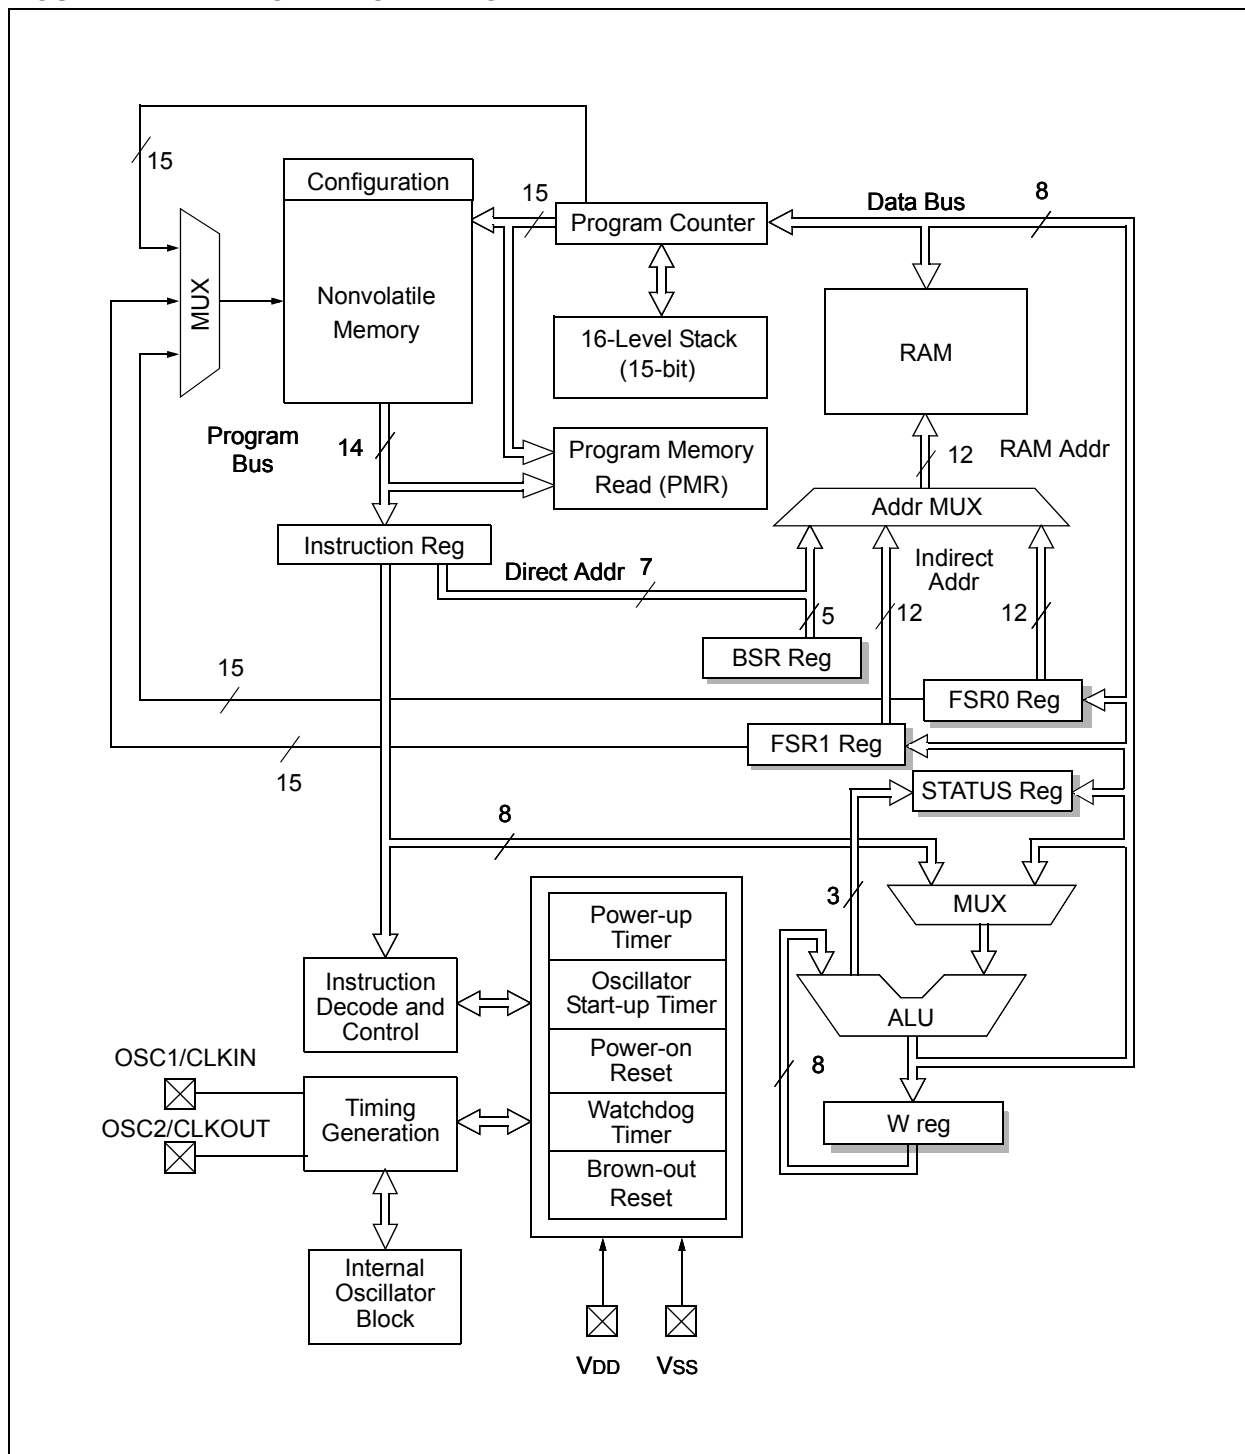 15
Configuration
15
Program Counter
Data Bus
8
MUX
Nonvolatile
Memory
16-Level Stack
(15-bit)
RAM
Program
Bus
14
Program Memory
Read (PMR)
12
RAM Addr
Addr MUX
Instruction Reg
Direct Addr
7
Indirect
Addr
5
12
12
BSR Reg
15
FSR0 Reg
FSR1 Reg
15
STATUS Reg
8
3
MUX
Power-up
Timer
Instruction
Decode and
Control
Oscillator
Start-up Timer
ALU
OSC1/CLKIN
Power-on
Reset
8
OSC2/CLKOUT
Timing
Generation
Watchdog
Timer
W reg
Brown-out
Reset
Internal
Oscillator
Block
VDD
VSS